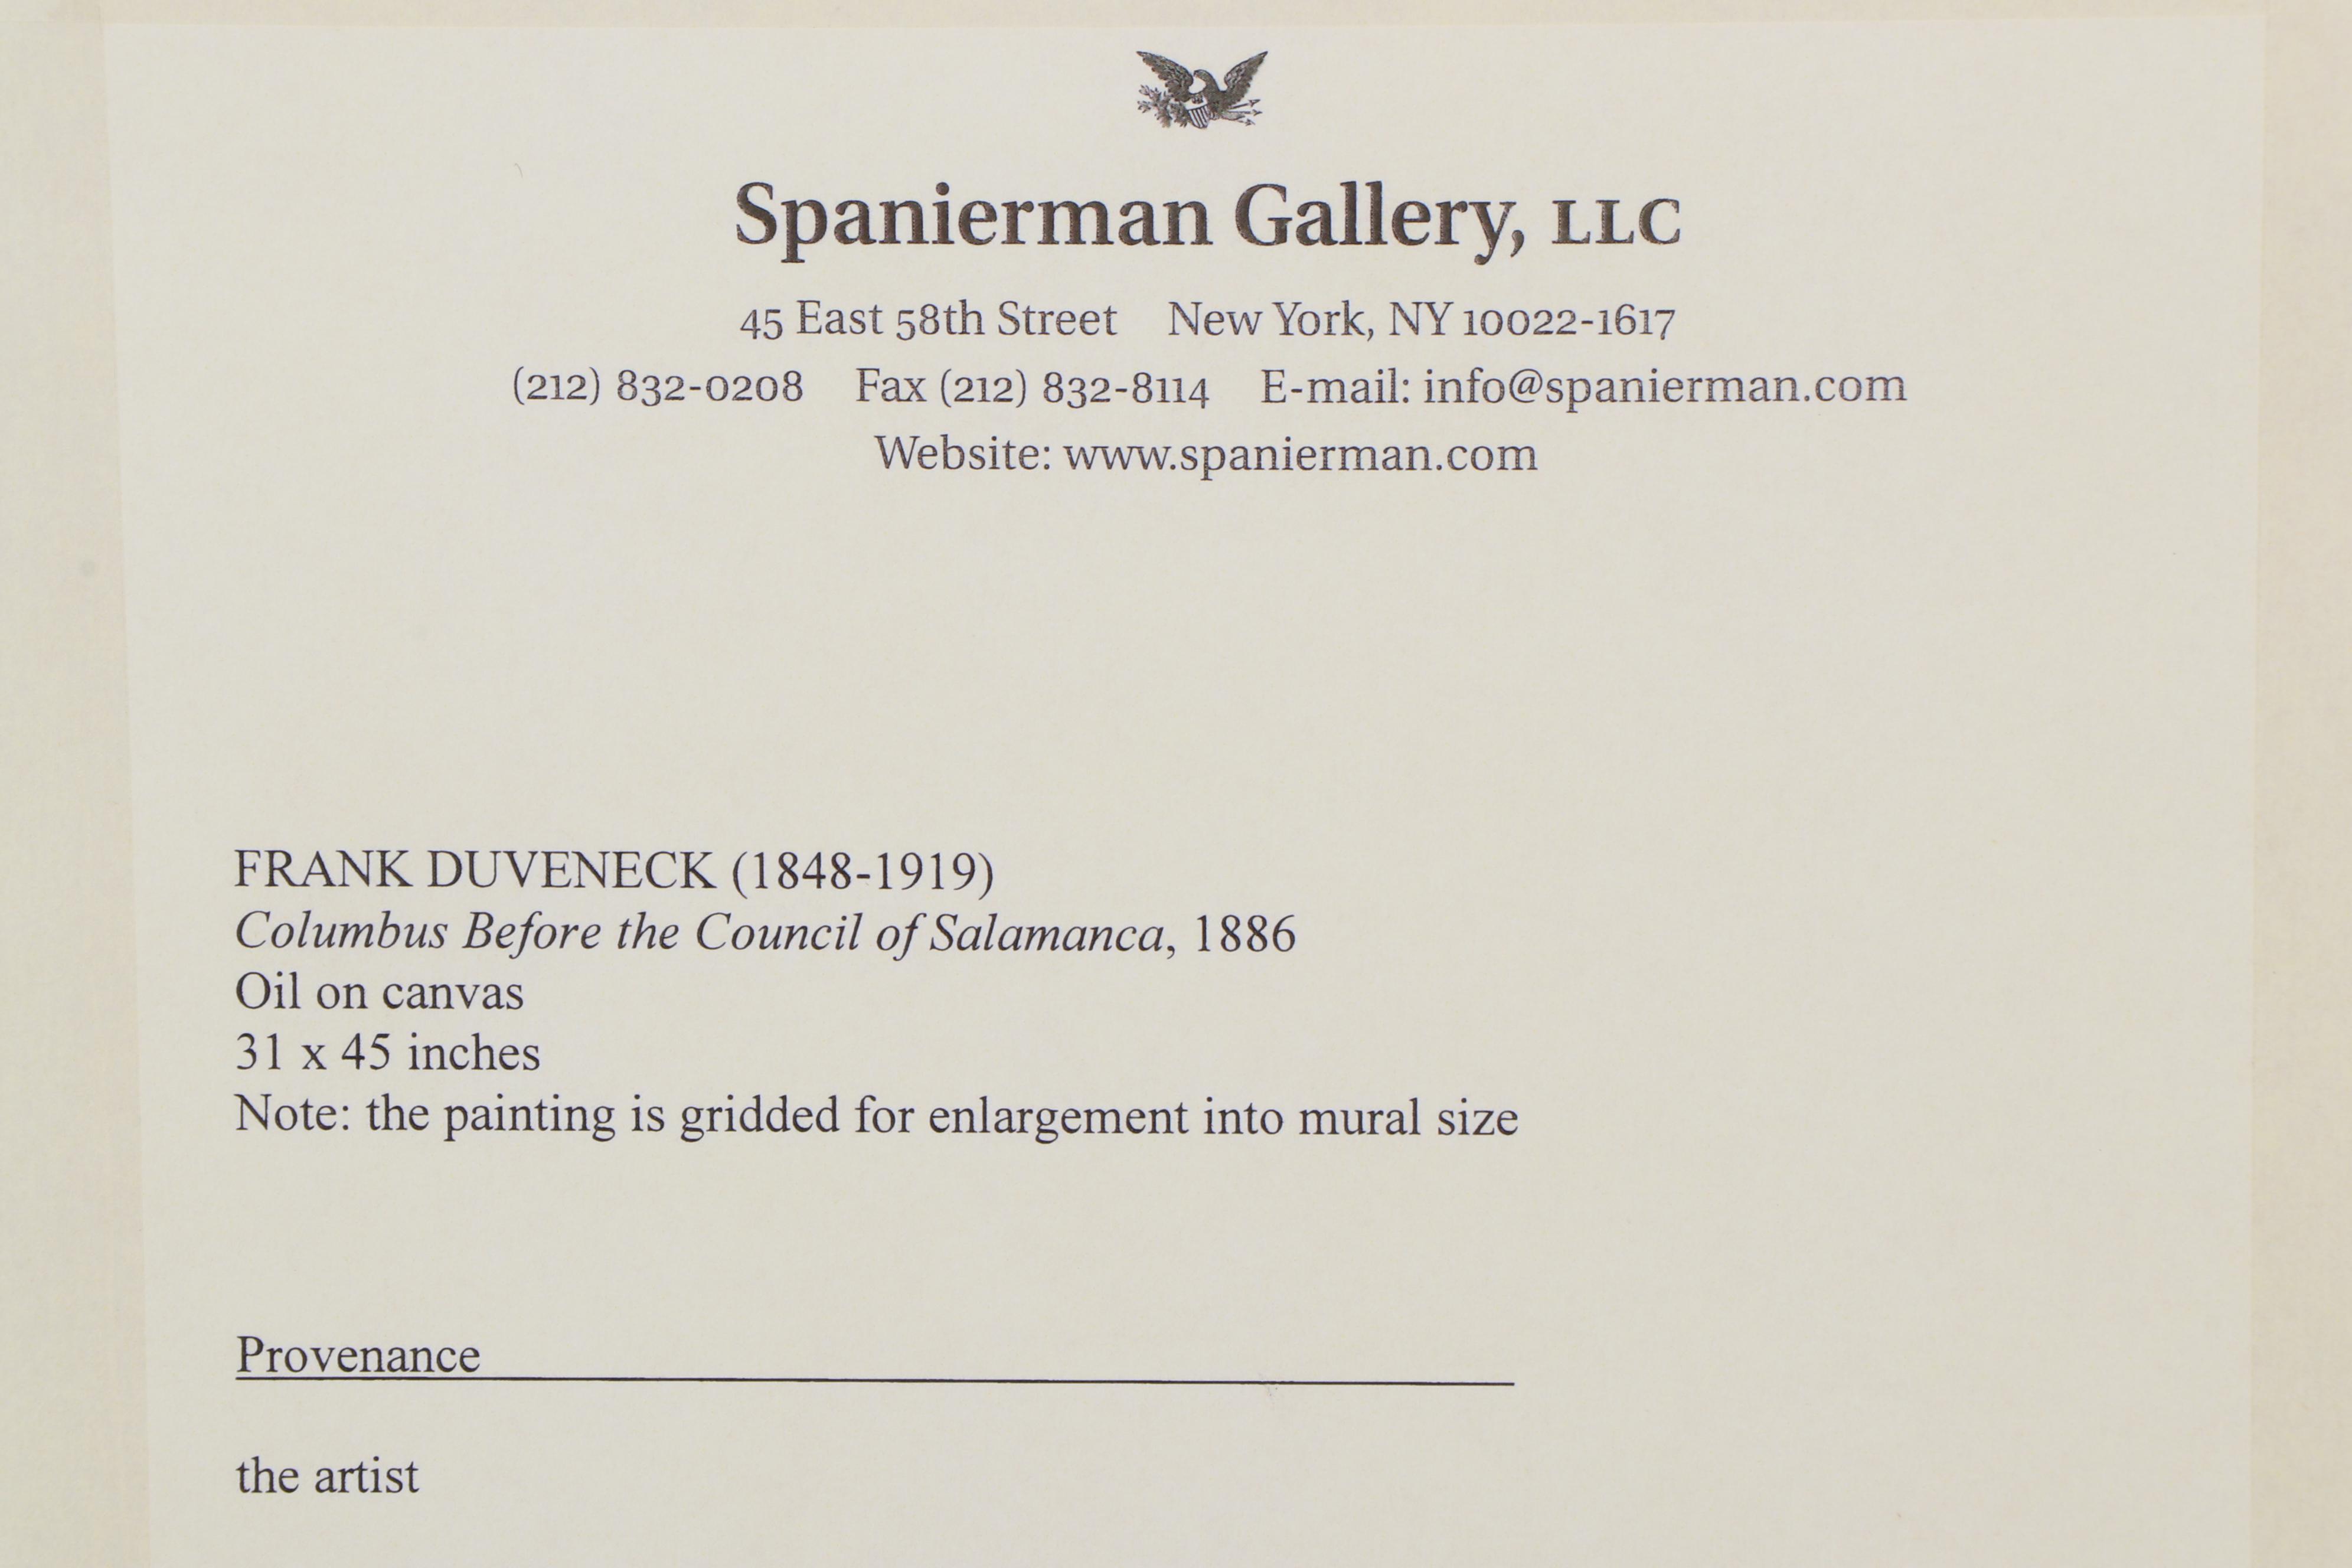 Spanierman Gallery, LLC
45 East 58th Street New York, NY 10022-1617
(212) 832-0208 Fax (212) 832-8114 E-mail: info@spanierman.com
Website: www.spanierman.com
FRANK DUVENECK (1848-1919)
Columbus Before the Council of Salamanca, 1886
Oil on canvas
31 x 45 inches
Note: the painting is gridded for enlargement into mural size
Provenance
the artist